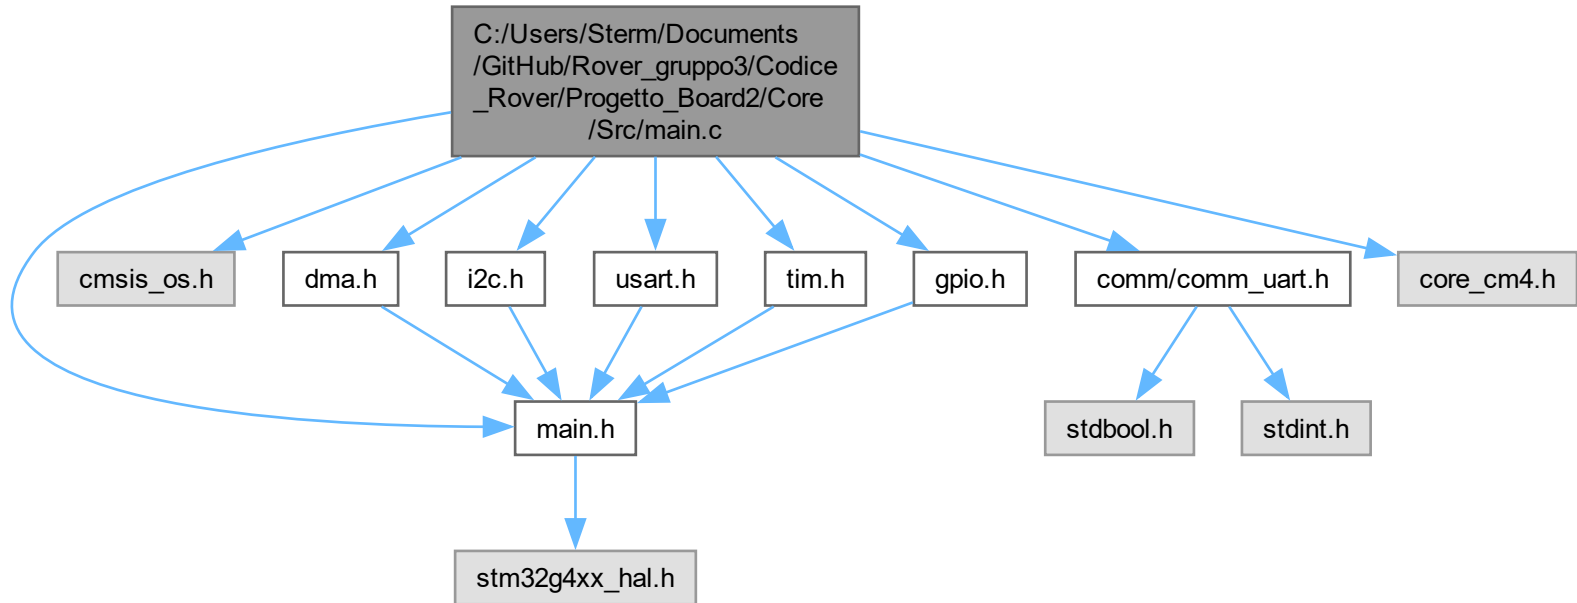 C:/Users/Sterm/Documents
/GitHub/Rover_gruppo3/Codice
_Rover/Progetto_Board2/Core
/Src/main.c
cmsis_os.h
dma.h
i2c.h
usart.h
tim.h
gpio.h
comm/comm_uart.h
core_cm4.h
main.h
stdbool.h
stdint.h
stm32g4xx_hal.h